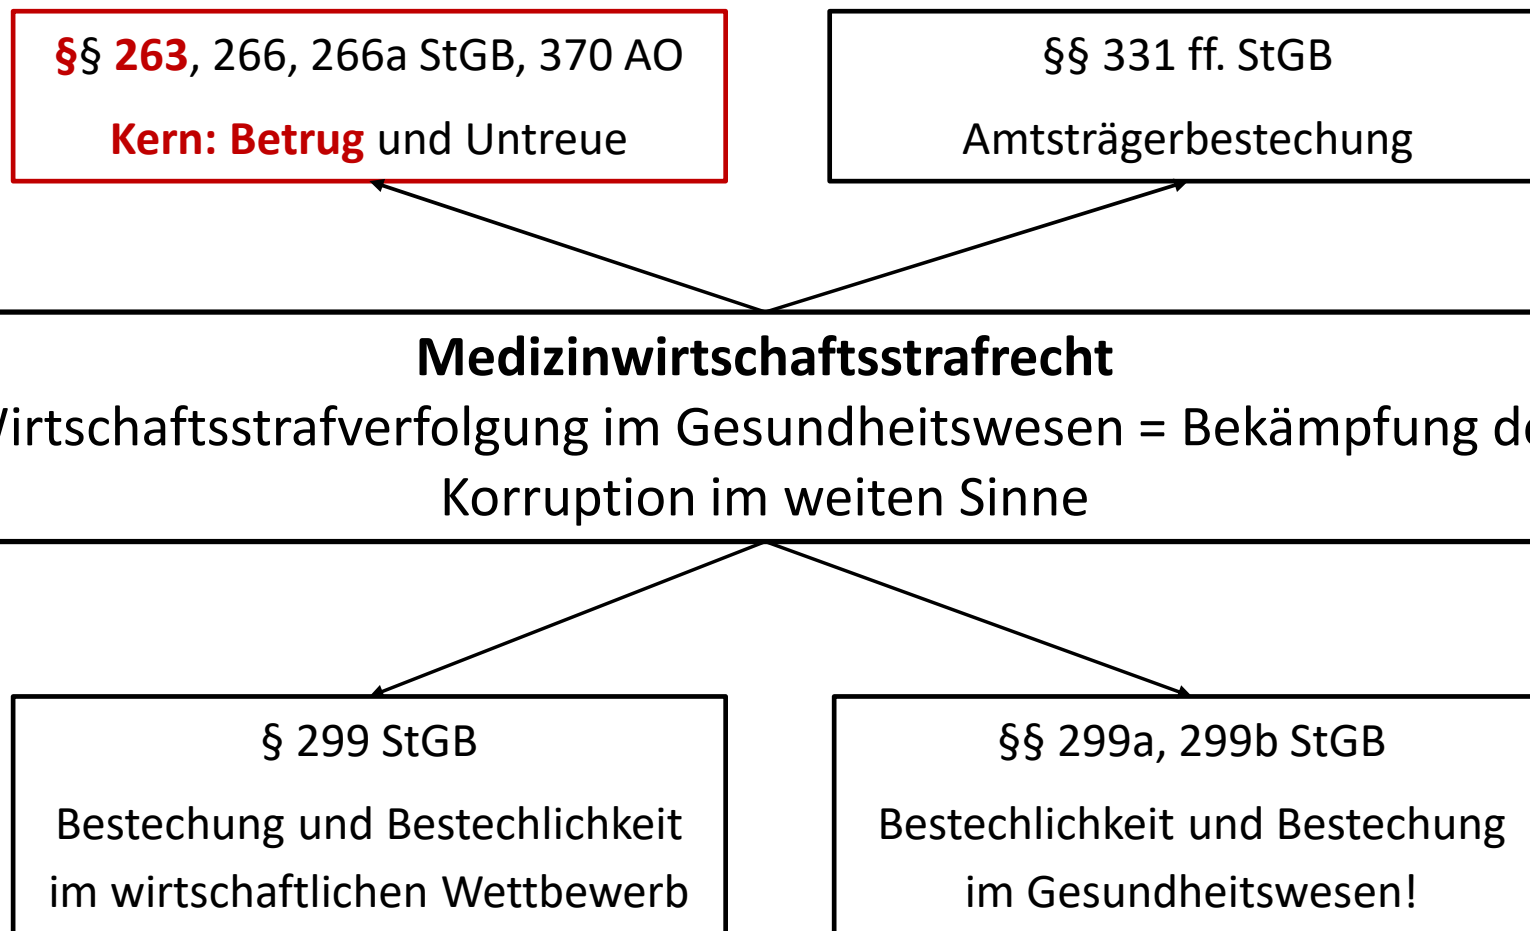 §§ 263, 266, 266a StGB, 370 AO
Kern: Betrug und Untreue
§§ 331 ff. StGB
Amtsträgerbestechung
Medizinwirtschaftsstrafrecht
irtschaftsstrafverfolgung im Gesundheitswesen = Bekämpfung de
Korruption im weiten Sinne
§ 299 StGB
Bestechung und Bestechlichkeit
im wirtschaftlichen Wettbewerb
§§ 299a, 299b StGB
Bestechlichkeit und Bestechung
im Gesundheitswesen!